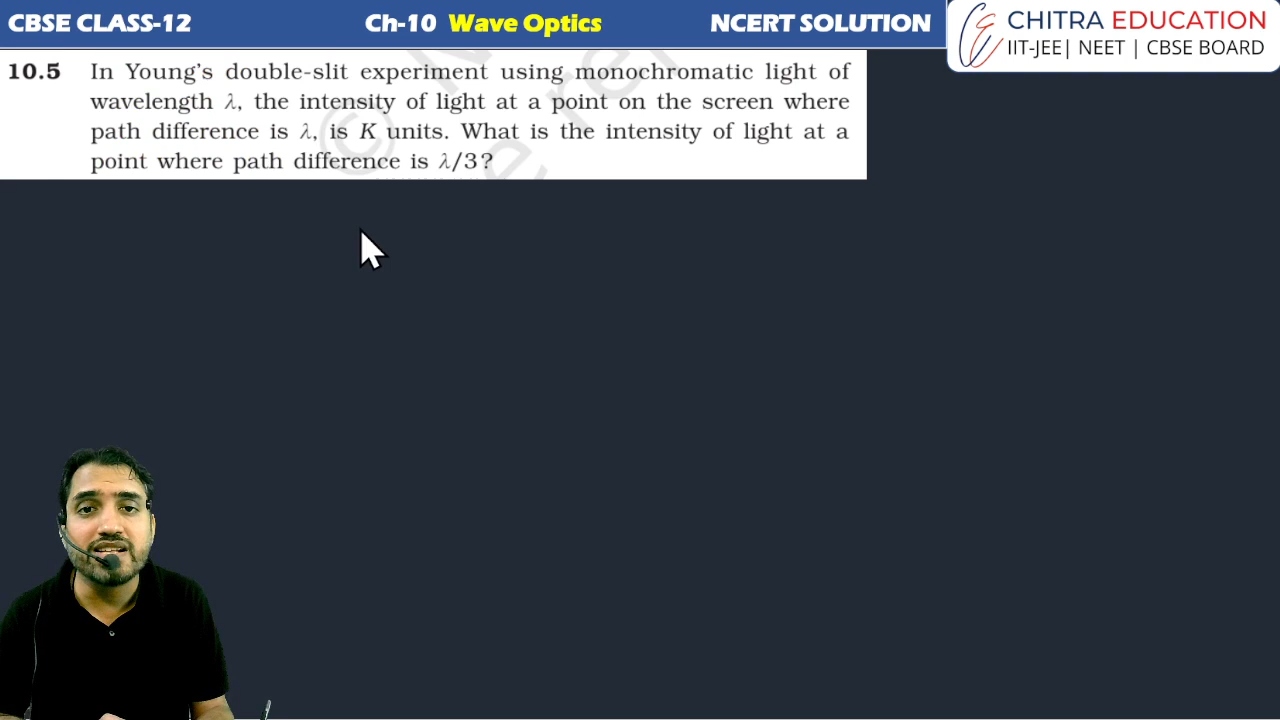 CBSE CLASS-12 Ch-10 Wave Optics NCERT SOLUTION
CHITRA EDUCATION
IIT-JEE| NEET | CBSE BOARD
10.5 In Young's double-slit experiment using monochromatic light of
wavelength λ, the intensity of light at a point on the screen where
path difference is λ, is K units. What is the intensity of light at a
point where path difference is λ/3?